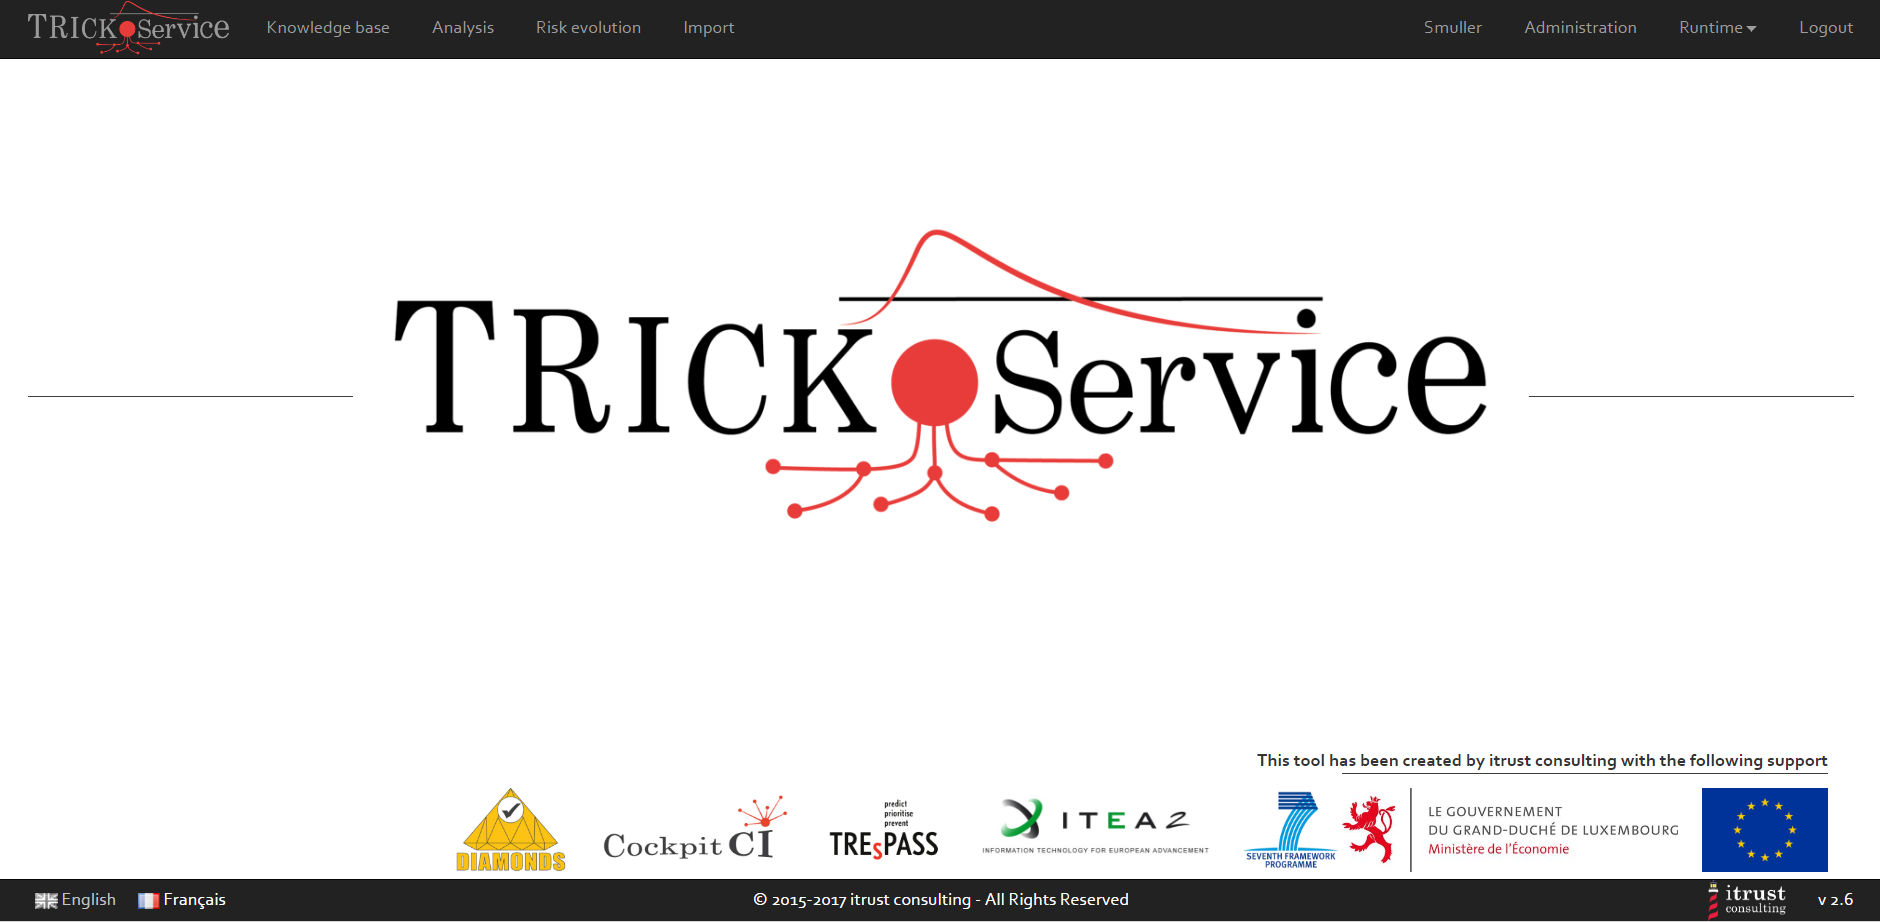 TRICK Service
Knowledge base
Analysis
Risk evolution
Import
Smuller
Administration
Runtime
Logout
TRICK Service
This tool has been created by itrust consulting with the following support
DIAMONDS
Cockpit CI
predict
prioritise
prevent
TREsPASS
ITEA2
INFORMATION TECHNOLOGY FOR EUROPEAN ADVANCEMENT
7
SEVENTH FRAMEWORK
PROGRAMME
LE GOUVERNEMENT
DU GRAND-DUCHÉ DE LUXEMBOURG
Ministère de l'Économie
English
Français
© 2015-2017 itrust consulting - All Rights Reserved
itrust
consulting
v 2.6